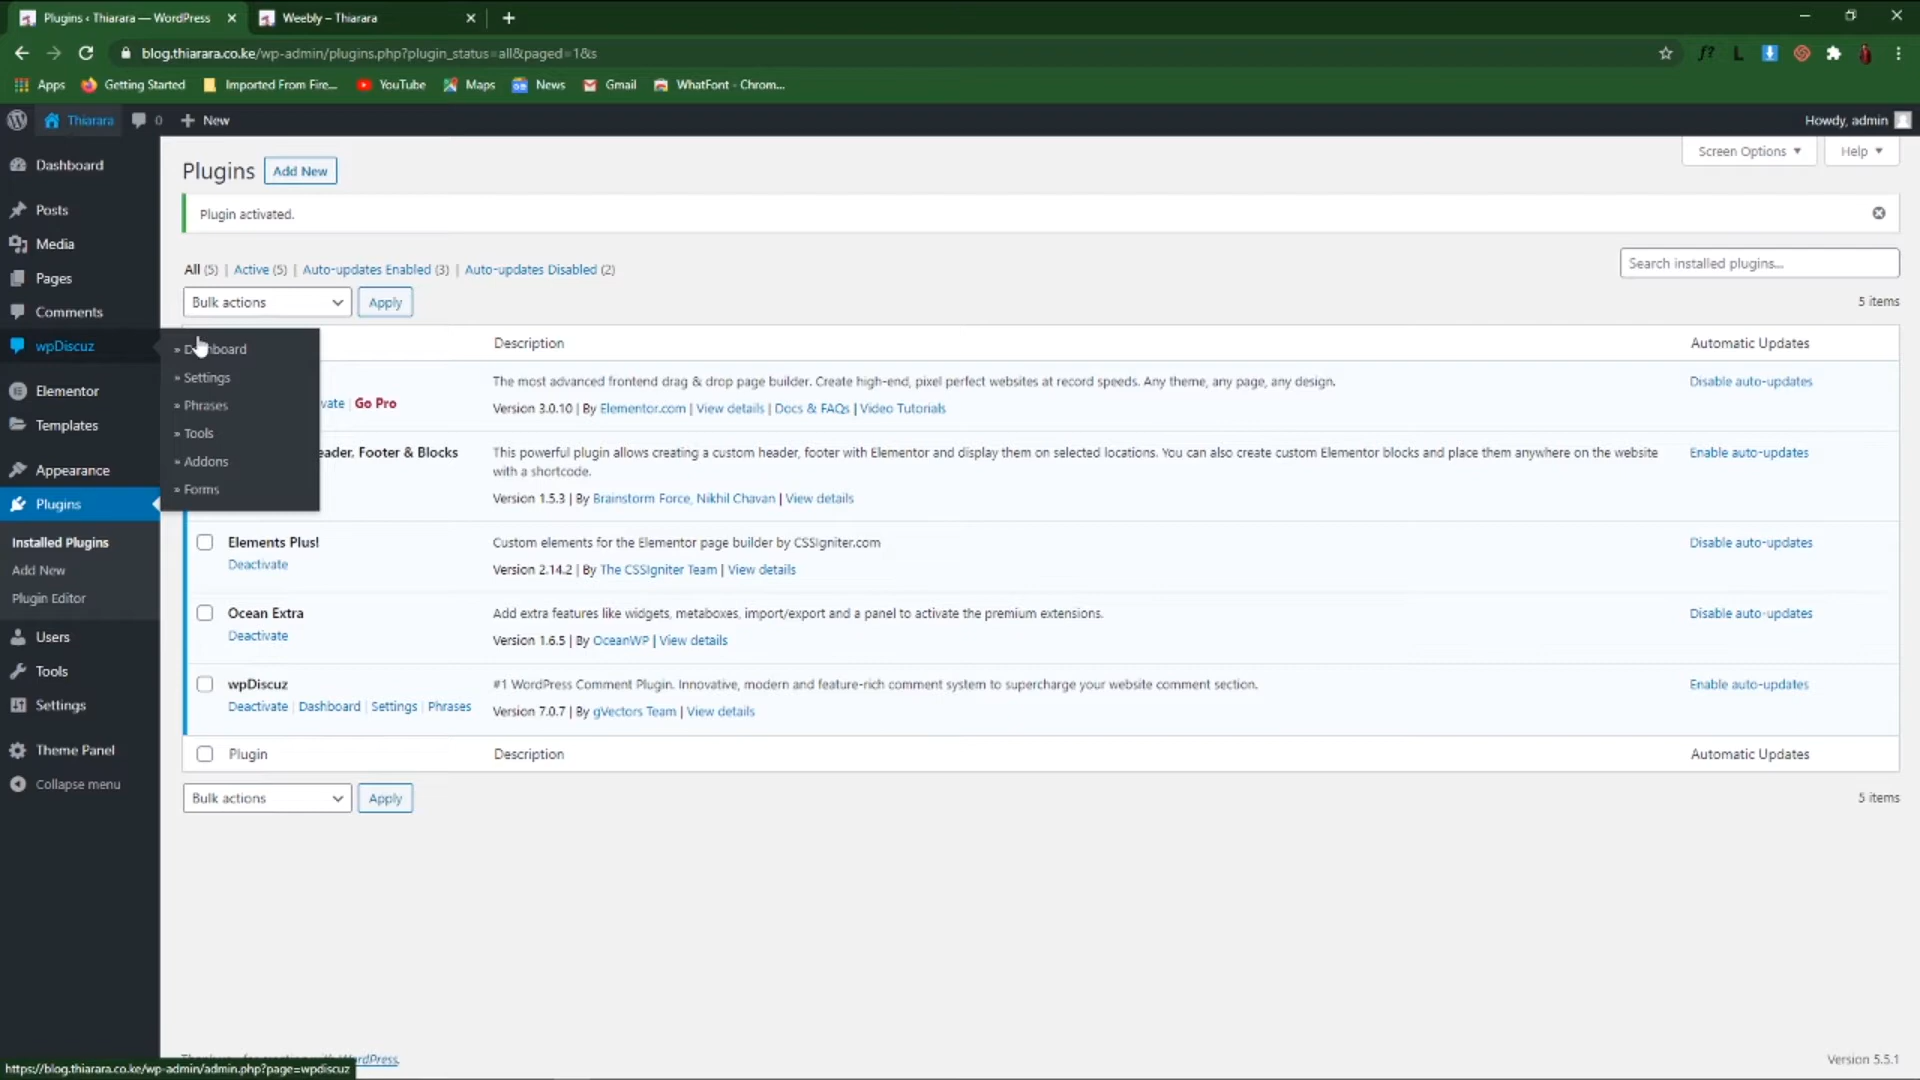 Plugins ‹ Thiarara — WordPress
Weebly – Thiarara
blog.thiarara.co.ke/wp-admin/plugins.php?plugin_status=all&paged=1&s
Apps
Getting Started
Imported From Fire...
YouTube
Maps
News
Gmail
WhatFont - Chrom...
Thiarara
0
New
Howdy, admin
Dashboard
Posts
Media
Pages
Comments
wpDiscuz
Elementor
Templates
Appearance
Plugins
Installed Plugins
Add New
Plugin Editor
Users
Tools
Settings
Theme Panel
Collapse menu
» Dashboard
» Settings
» Phrases
» Tools
» Addons
» Forms
Plugins
Add New
Screen Options
Help
Plugin activated.
All (5) | Active (5) | Auto-updates Enabled (3) | Auto-updates Disabled (2)
Search installed plugins...
Bulk actions
Apply
5 items
Description
Automatic Updates
vate | Go Pro
The most advanced frontend drag & drop page builder. Create high-end, pixel perfect websites at record speeds. Any theme, any page, any design.
Version 3.0.10 | By Elementor.com | View details | Docs & FAQs | Video Tutorials
Disable auto-updates
eader, Footer & Blocks
This powerful plugin allows creating a custom header, footer with Elementor and display them on selected locations. You can also create custom Elementor blocks and place them anywhere on the website
with a shortcode.
Version 1.5.3 | By Brainstorm Force, Nikhil Chavan | View details
Enable auto-updates
Elements Plus!
Deactivate
Custom elements for the Elementor page builder by CSSIgniter.com
Version 2.14.2 | By The CSSIgniter Team | View details
Disable auto-updates
Ocean Extra
Deactivate
Add extra features like widgets, metaboxes, import/export and a panel to activate the premium extensions.
Version 1.6.5 | By OceanWP | View details
Disable auto-updates
wpDiscuz
Deactivate | Dashboard | Settings | Phrases
#1 WordPress Comment Plugin. Innovative, modern and feature-rich comment system to supercharge your website comment section.
Version 7.0.7 | By gVectors Team | View details
Enable auto-updates
Plugin
Description
Automatic Updates
Bulk actions
Apply
5 items
Version 5.5.1
https://blog.thiarara.co.ke/wp-admin/admin.php?page=wpdiscuz